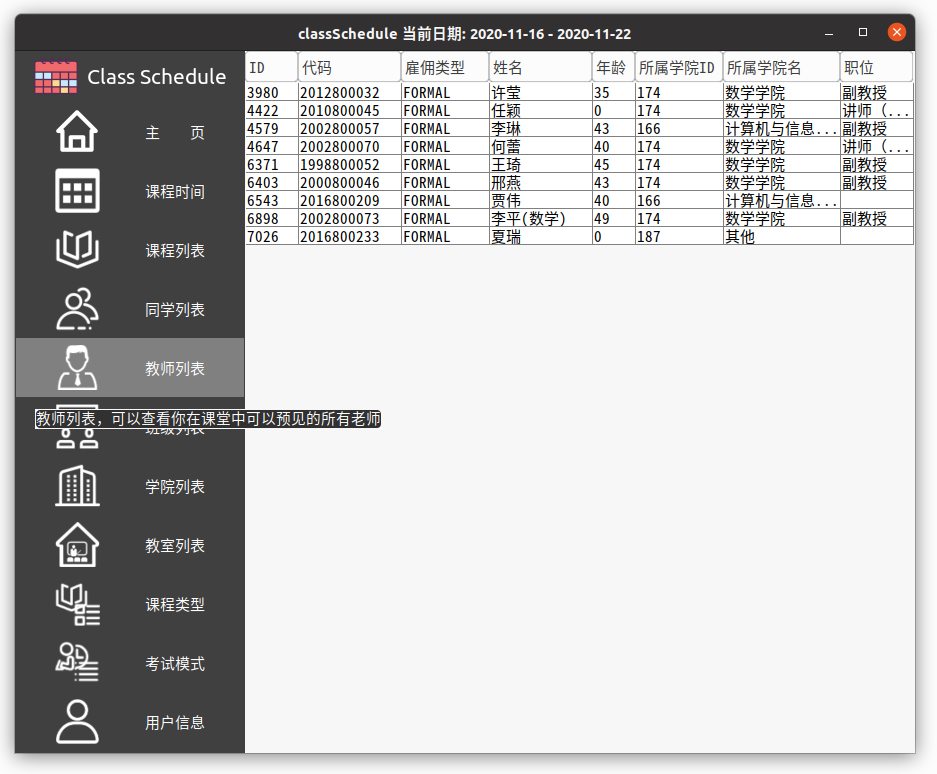 classSchedule 当前日期: 2020-11-16 - 2020-11-22
Class Schedule
主 页
课程时间
课程列表
同学列表
教师列表
教师列表，可以查看你在课堂中可以预见的所有老师
班级列表
学院列表
教室列表
课程类型
考试模式
用户信息
ID 代码 雇佣类型 姓名 年龄 所属学院ID 所属学院名 职位
3980 2012800032 FORMAL 许莹 35 174 数学学院 副教授
4422 2010800045 FORMAL 任颖 0 174 数学学院 讲师（...
4579 2002800057 FORMAL 李琳 43 166 计算机与信息... 副教授
4647 2002800070 FORMAL 何蕾 40 174 数学学院 讲师（...
6371 1998800052 FORMAL 王琦 45 174 数学学院 副教授
6403 2000800046 FORMAL 邢燕 43 174 数学学院 副教授
6543 2016800209 FORMAL 贾伟 40 166 计算机与信息...
6898 2002800073 FORMAL 李平(数学) 49 174 数学学院 副教授
7026 2016800233 FORMAL 夏瑞 0 187 其他